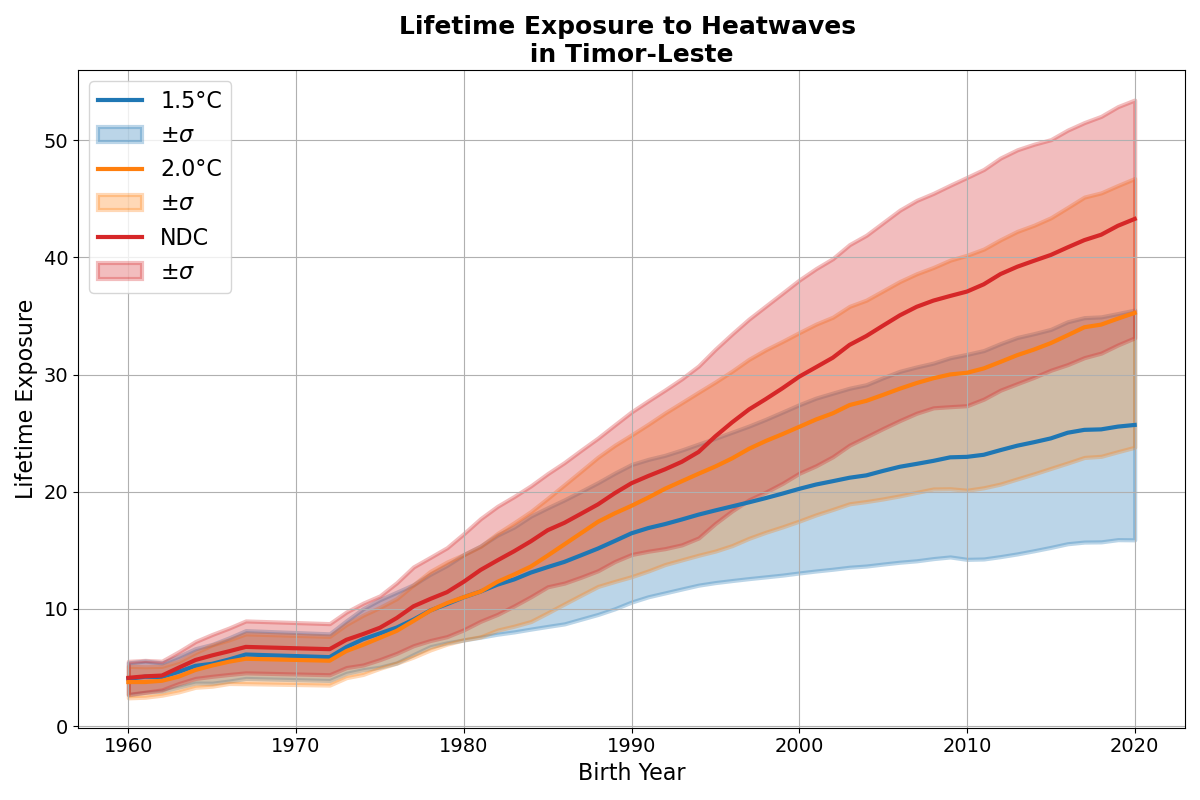 Lifetime Exposure to Heatwaves
in Timor-Leste
1.5°C
±σ
2.0°C
±σ
NDC
±σ
Lifetime Exposure
50
40
30
20
10
0
1960 1970 1980 1990 2000 2010 2020
Birth Year